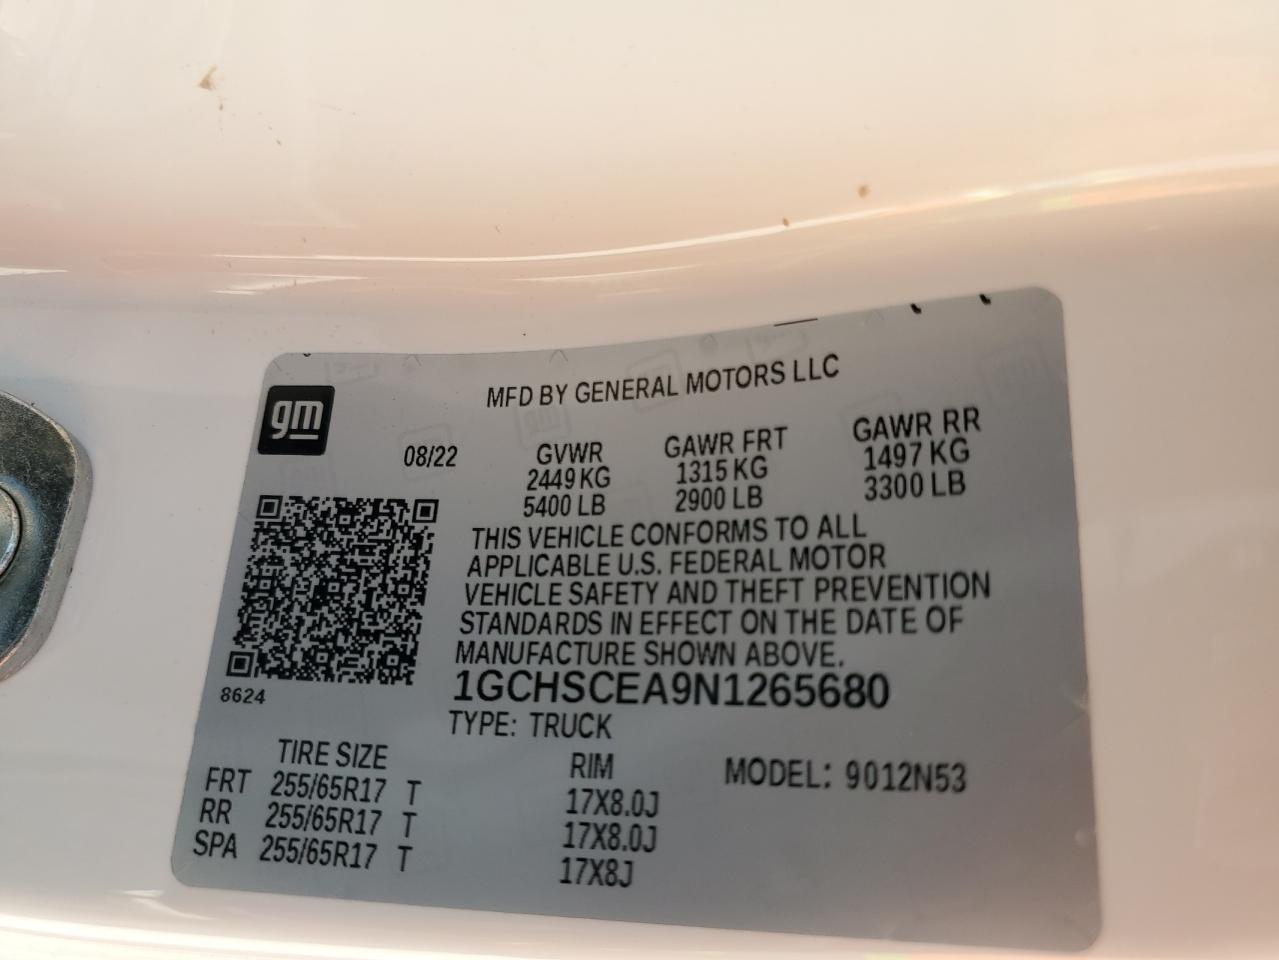 MFD BY GENERAL MOTORS LLC
gm
08/22
GVWR GAWR FRT GAWR RR
2449 KG 1315 KG 1497 KG
5400 LB 2900 LB 3300 LB
THIS VEHICLE CONFORMS TO ALL
APPLICABLE U.S. FEDERAL MOTOR
VEHICLE SAFETY AND THEFT PREVENTION
STANDARDS IN EFFECT ON THE DATE OF
MANUFACTURE SHOWN ABOVE.
8624
1GCHSCEA9N1265680
TYPE: TRUCK
TIRE SIZE RIM MODEL: 9012N53
FRT 255/65R17 T 17X8.0J
RR 255/65R17 T 17X8.0J
SPA 255/65R17 T 17X8J